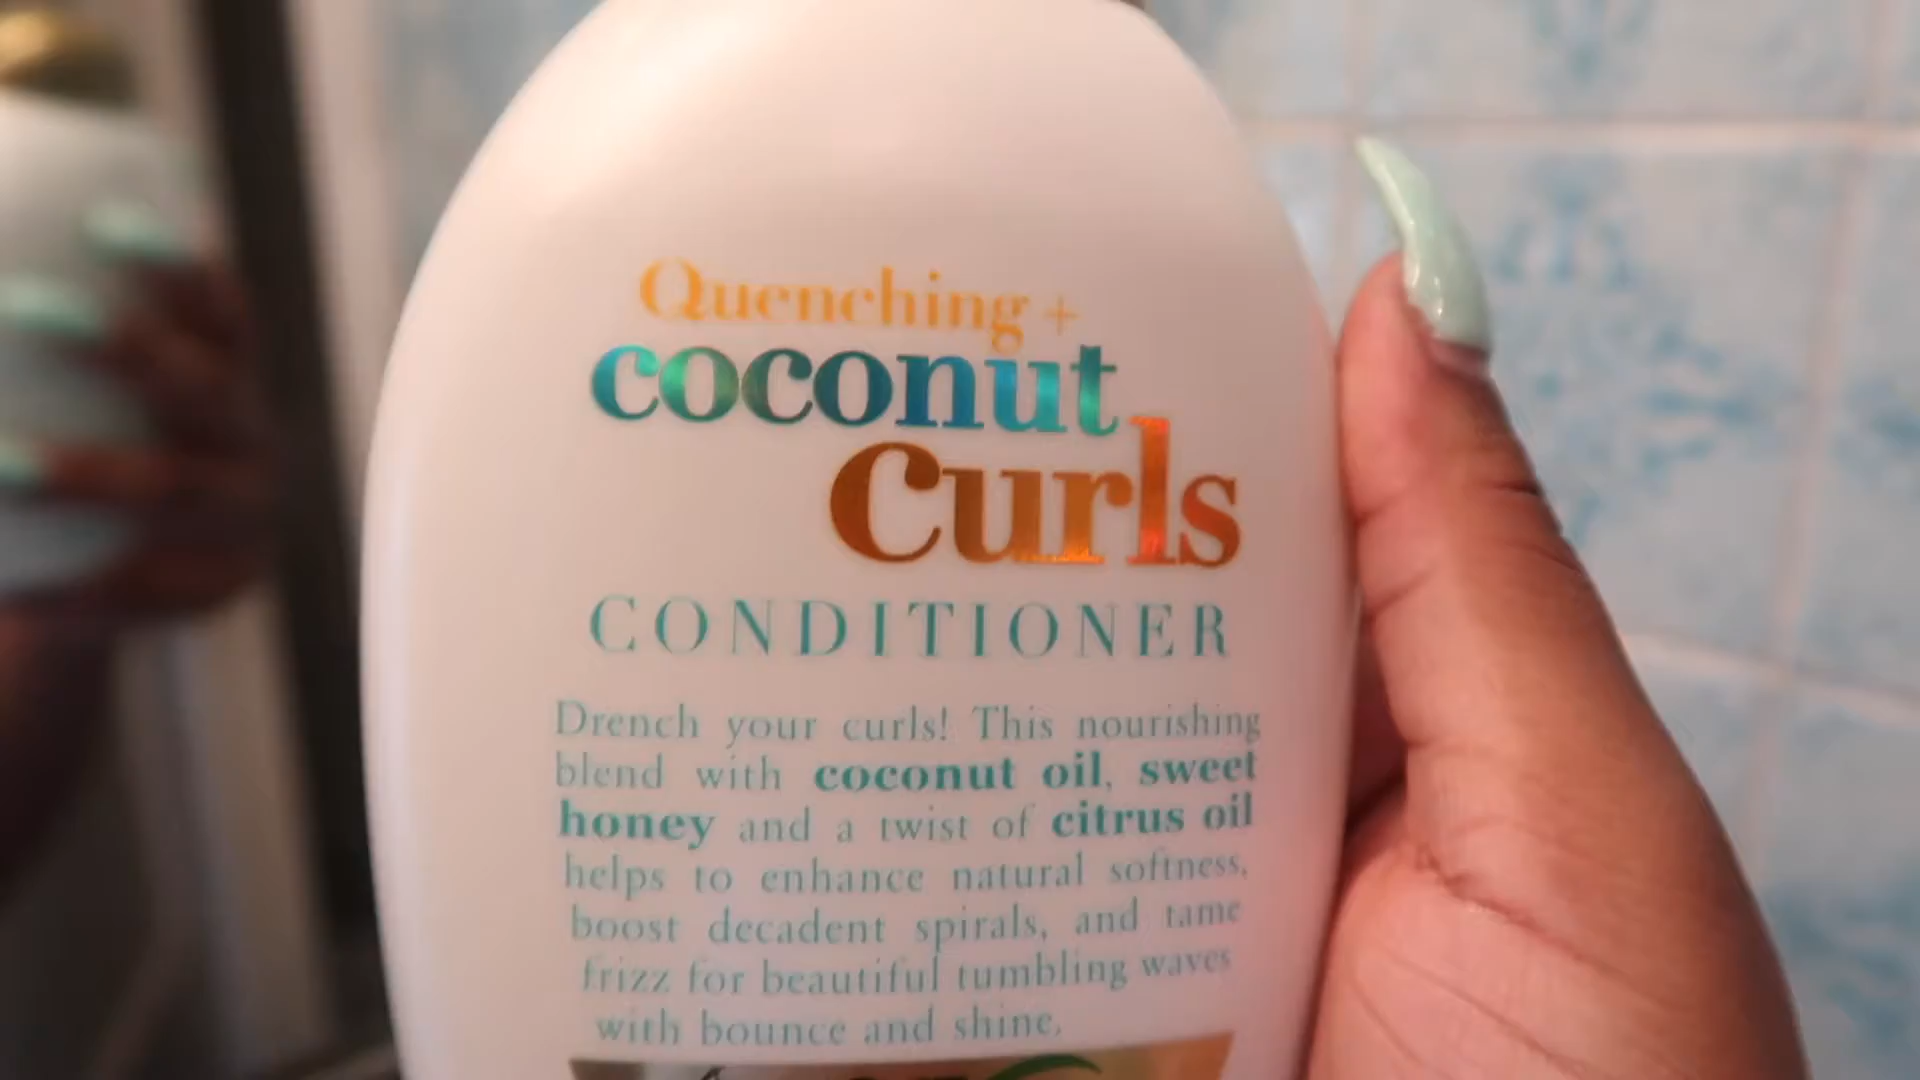 Quenching +
coconut
Curls
CONDITIONER
Drench your curls! This nourishing
blend with coconut oil, sweet
honey and a twist of citrus oil
helps to enhance natural softness,
boost decadent spirals, and tame
frizz for beautiful tumbling waves
with bounce and shine.